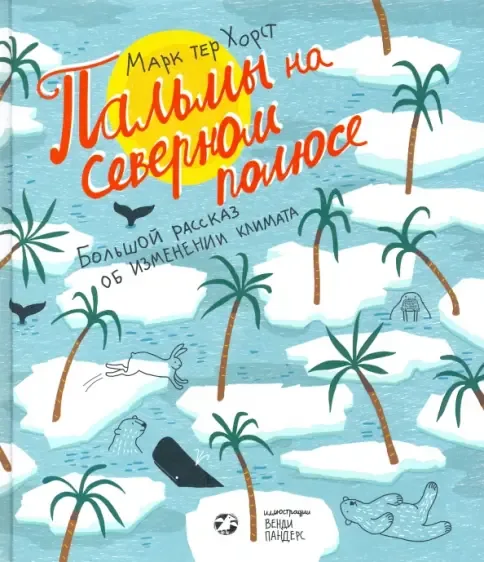 Марк тер Хорст
Пальмы на
северном
полюсе
Большой рассказ
об изменении климата
иллюстрации
Венди
Пандерс